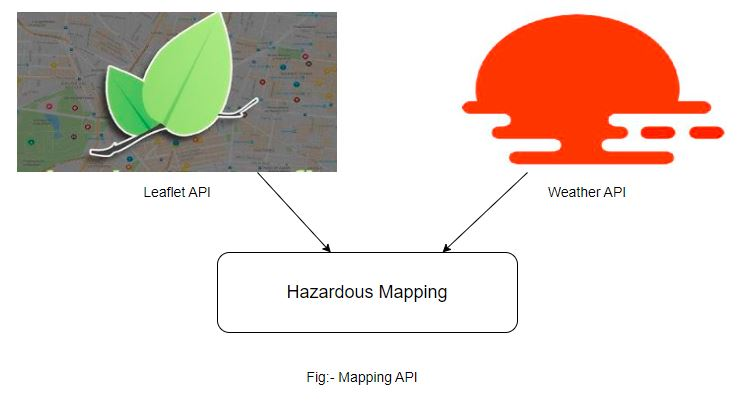 Leaflet API
Weather API
Hazardous Mapping
Fig:- Mapping API